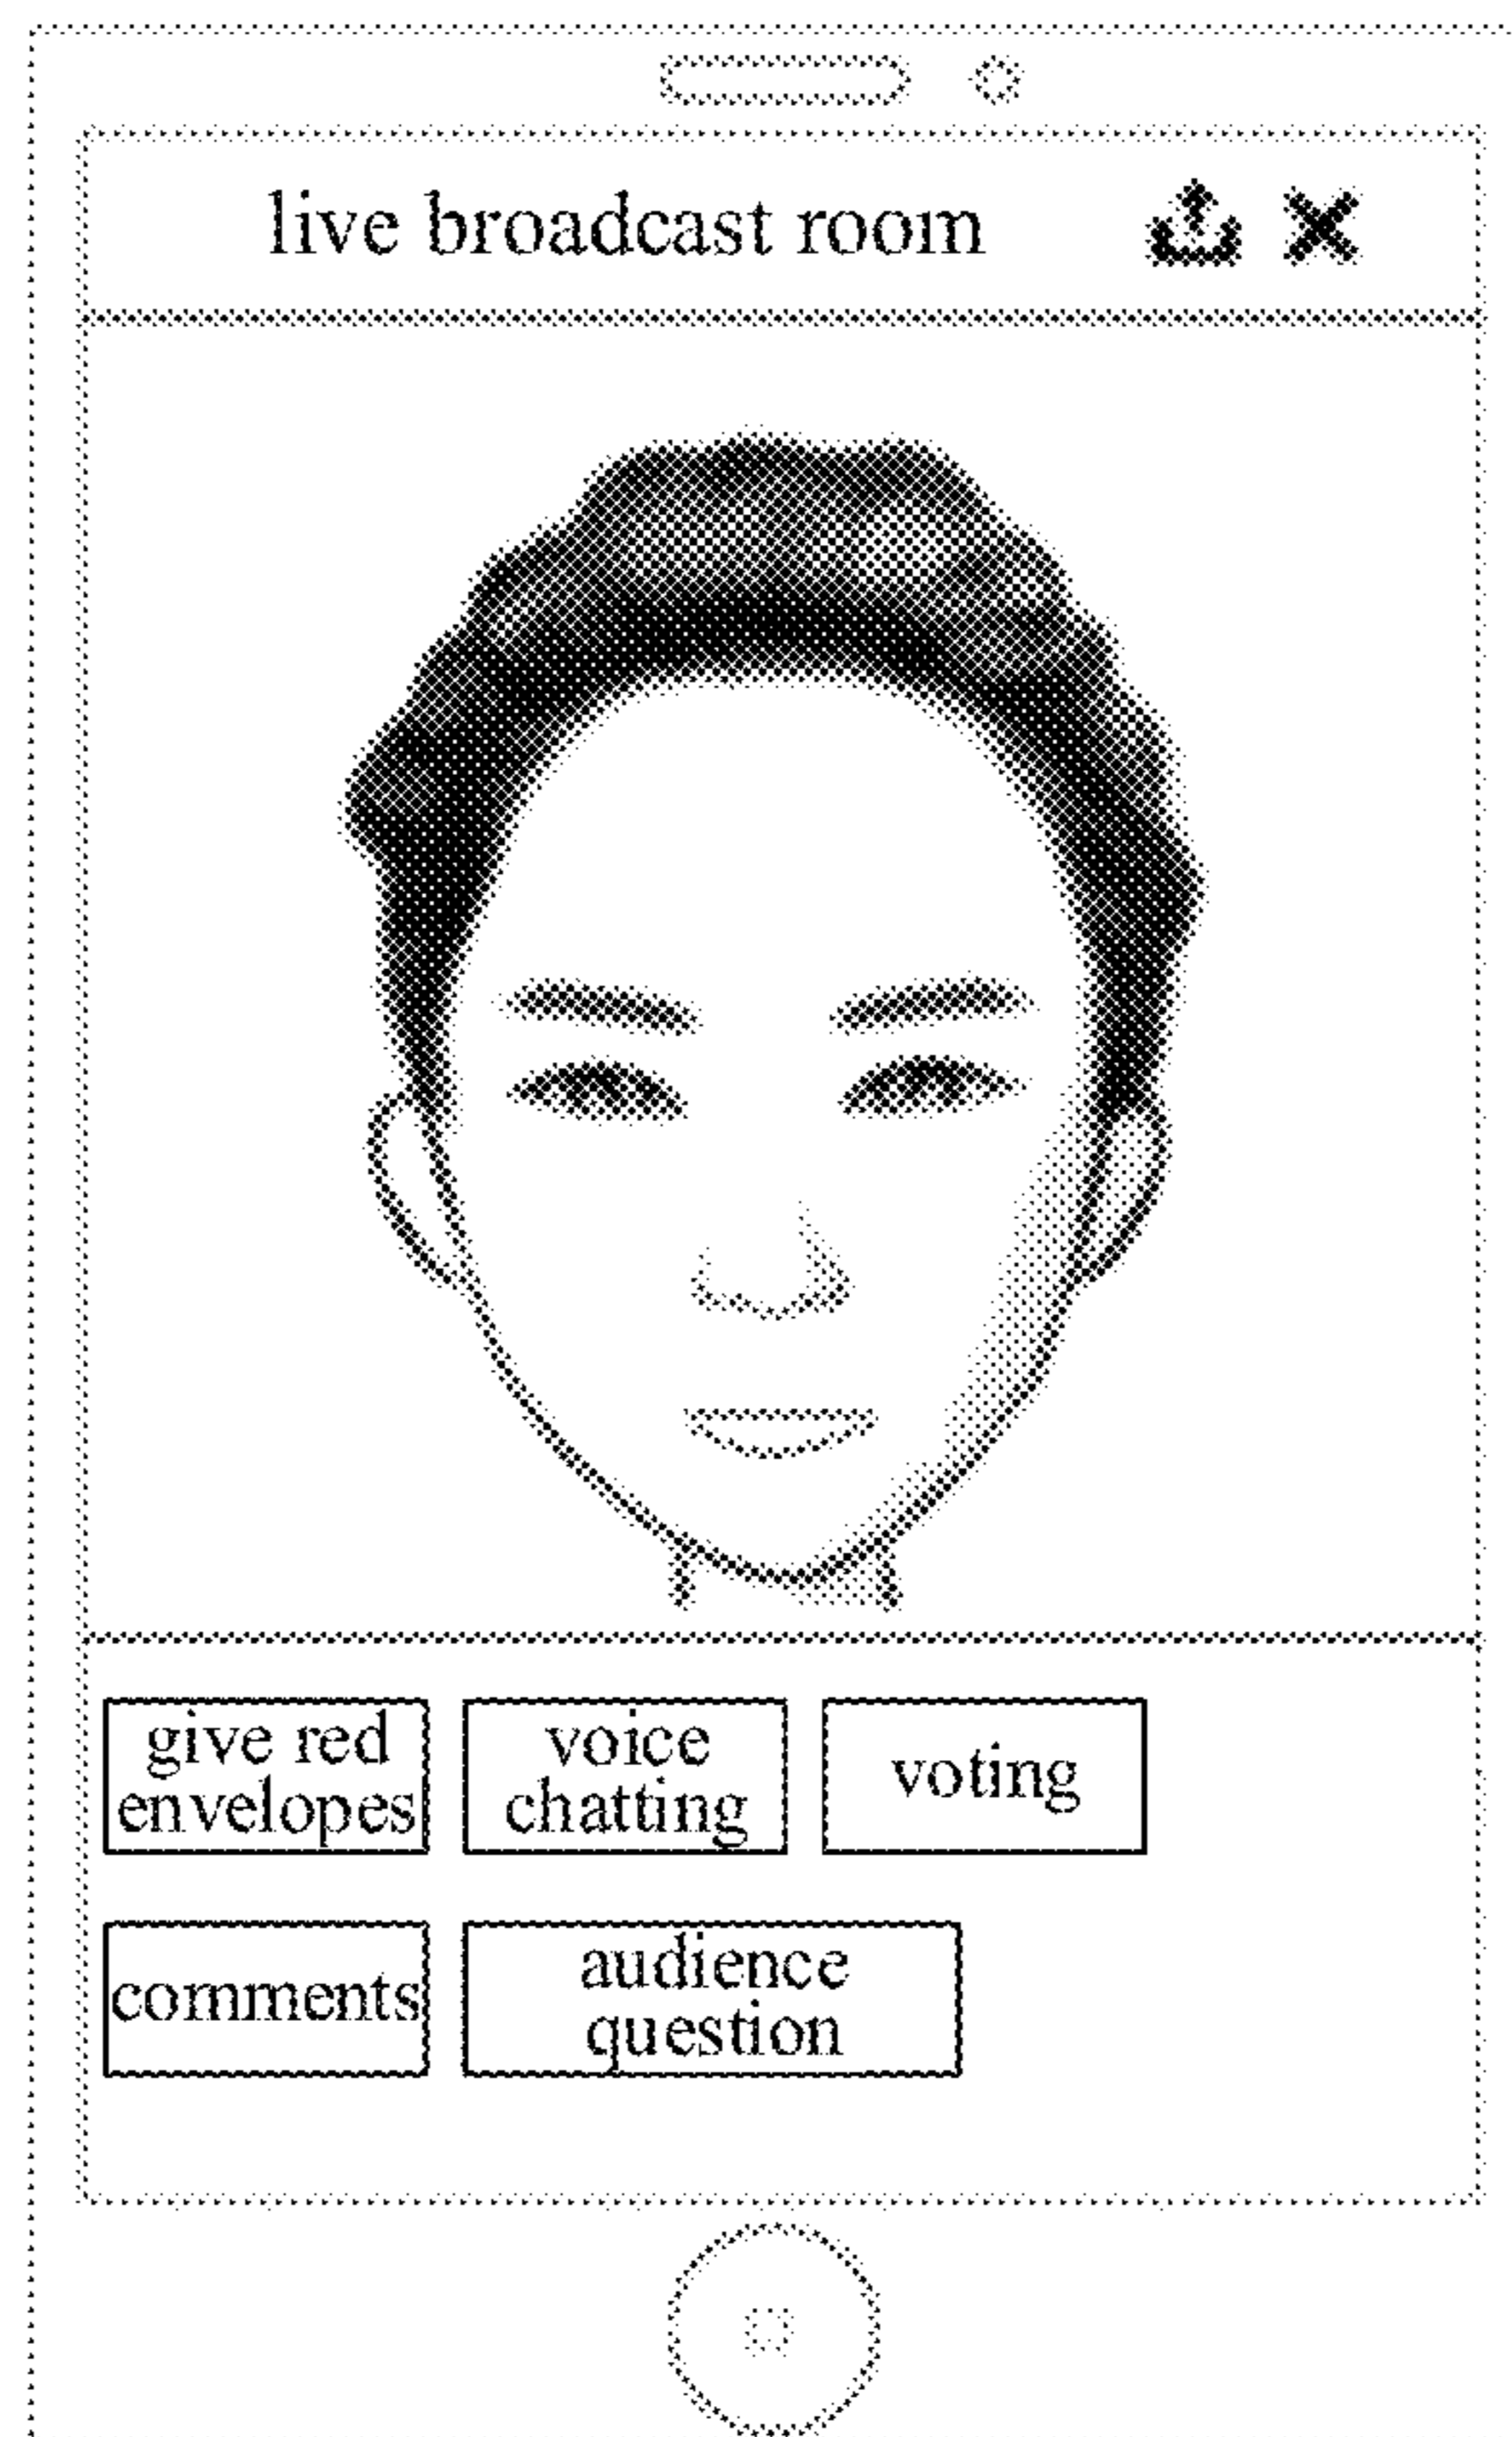 live broadcast room
give red
envelopes
voice
chatting
voting
comments
audience
question